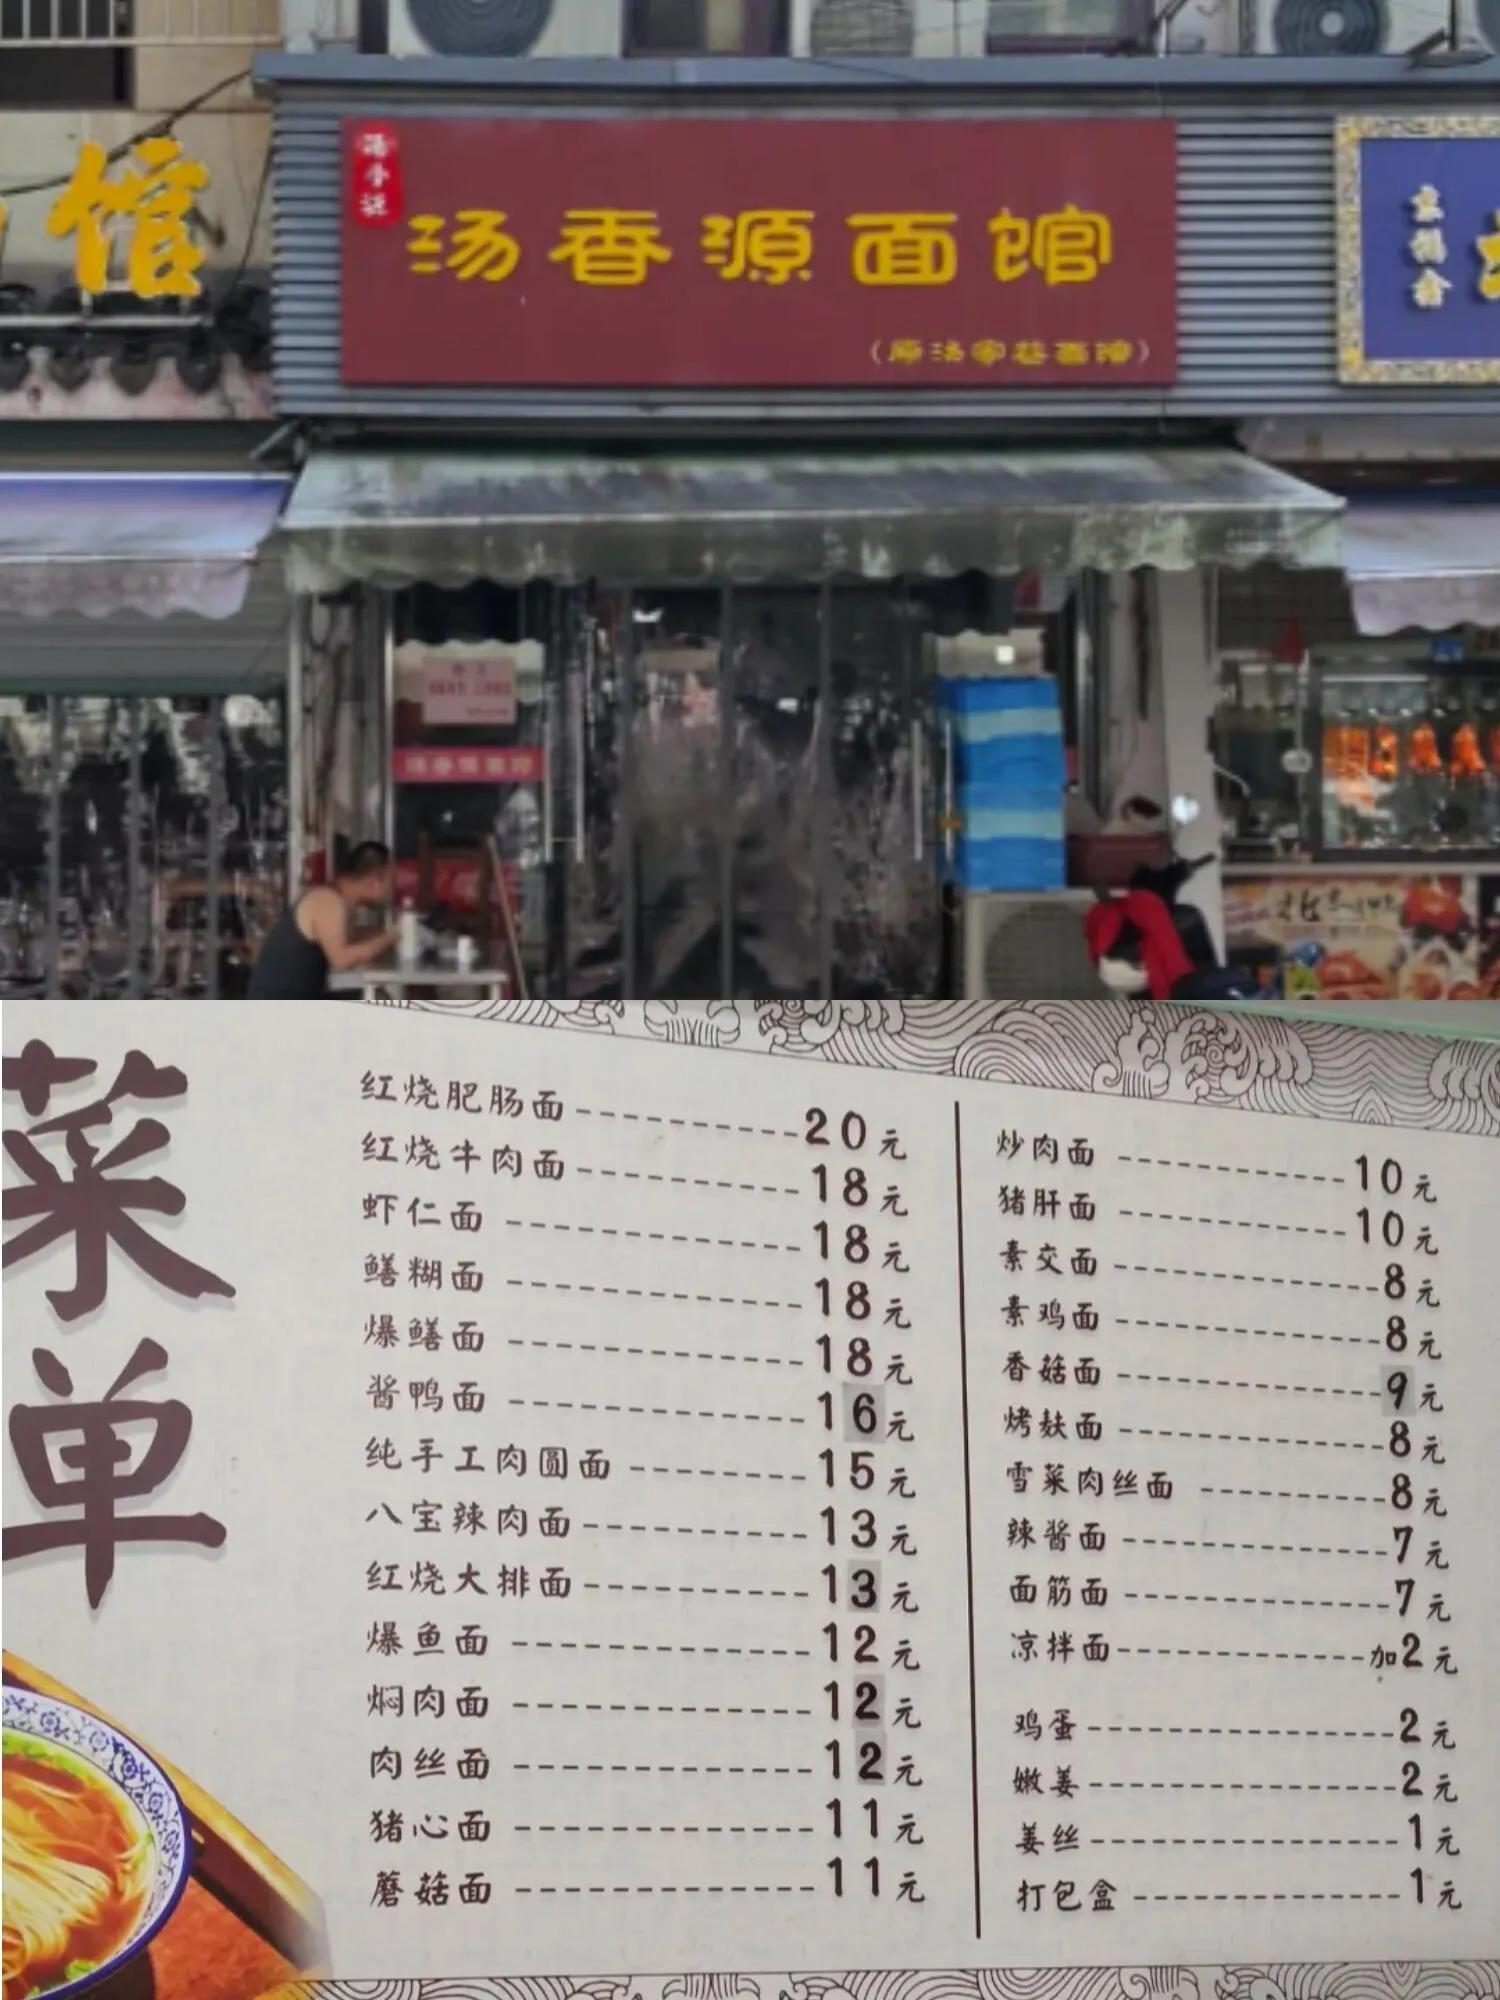 馆
汤香源面馆
（原汤家巷面馆）
菜单
红烧肥肠面 20元
红烧牛肉面 18元
虾仁面 18元
鳝糊面 18元
爆鳝面 18元
酱鸭面 16元
纯手工肉圆面 15元
八宝辣肉面 13元
红烧大排面 13元
爆鱼面 12元
焖肉面 12元
肉丝面 12元
猪心面 11元
蘑菇面 11元
炒肉面 10元
猪肝面 10元
素交面 8元
素鸡面 8元
香菇面 9元
烤麸面 8元
雪菜肉丝面 8元
辣酱面 7元
面筋面 7元
凉拌面 加2元
鸡蛋 2元
嫩姜 2元
姜丝 1元
打包盒 1元